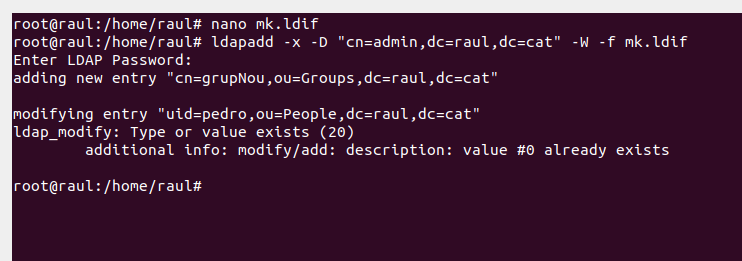 root@raul:/home/raul# nano mk.ldif
root@raul:/home/raul# ldapadd -x -D "cn=admin,dc=raul,dc=cat" -W -f mk.ldif
Enter LDAP Password:
adding new entry "cn=grupNou,ou=Groups,dc=raul,dc=cat"
modifying entry "uid=pedro,ou=People,dc=raul,dc=cat"
ldap_modify: Type or value exists (20)
additional info: modify/add: description: value #0 already exists
root@raul:/home/raul#